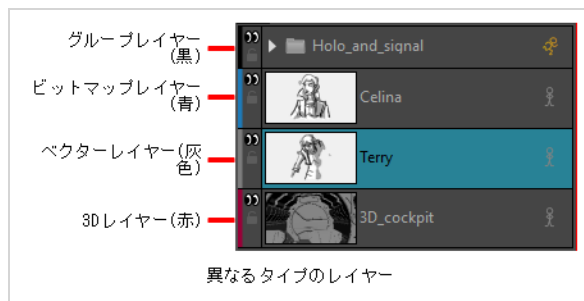 グループレイヤー
(黒)
Holo_and_signal
ビットマップレイヤー
(青)
Celina
ベクターレイヤー(灰
色)
Terry
3Dレイヤー(赤)
3D_cockpit
異なるタイプのレイヤー